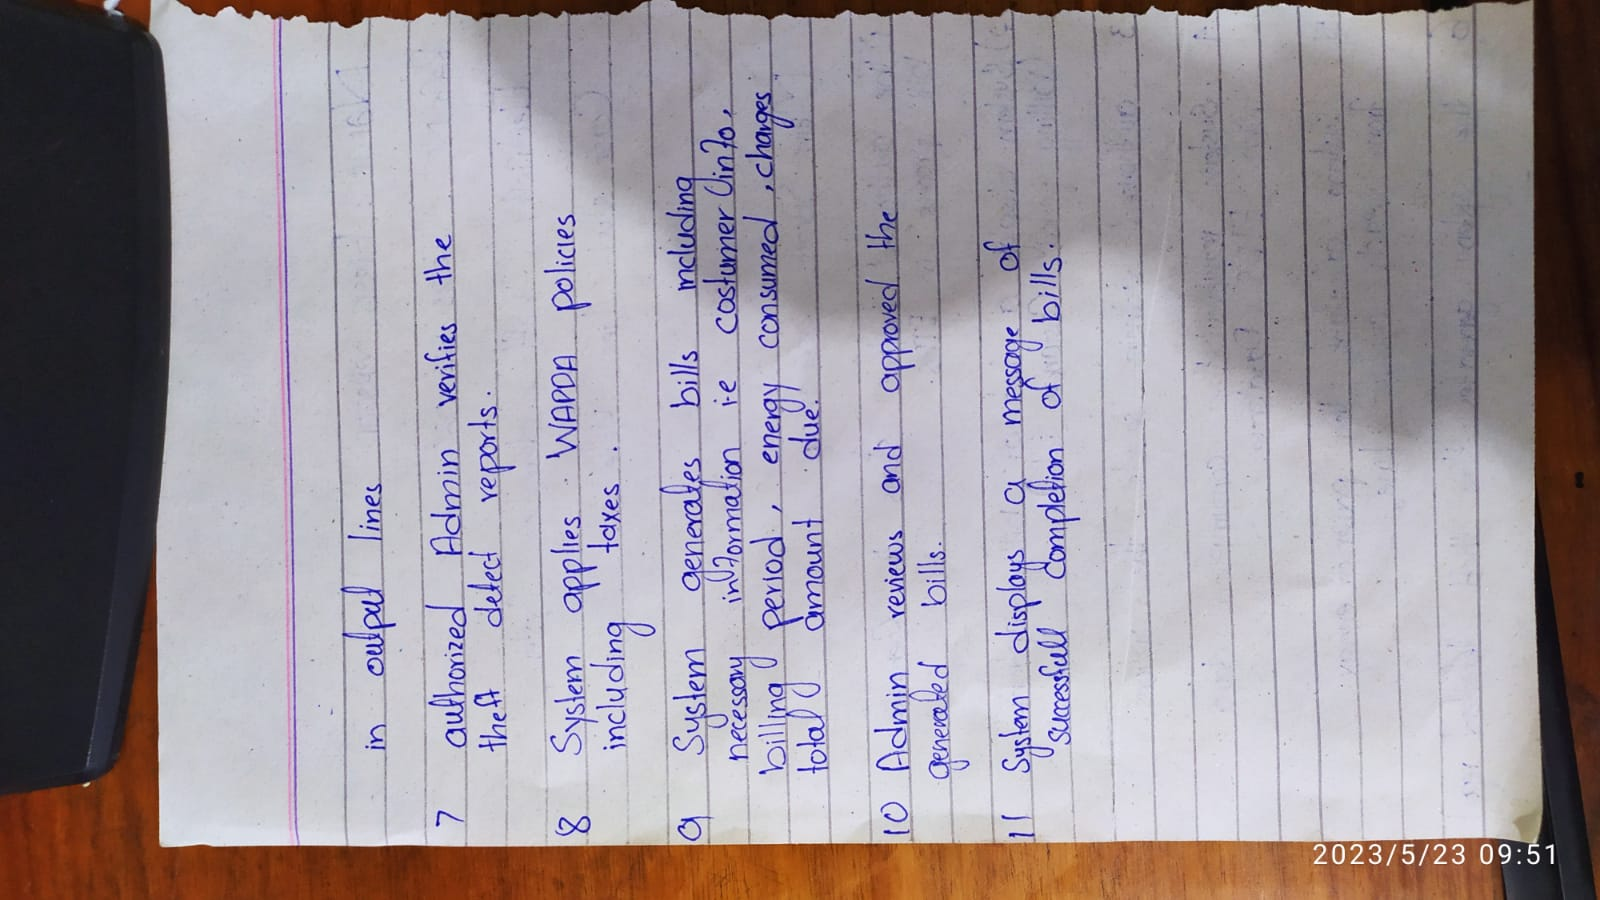 in output lines
7 authorized Admin verifies the
theft detect reports.
8 System applies WAPDA policies
including taxes.
9 System generates bills including
necessary information i.e costumer info,
billing period, energy consumed, charges
total amount due.
10 Admin reviews and approved the
generated bills.
11 System displays a message of
successfull completion of bills.
2023/5/23 09:51